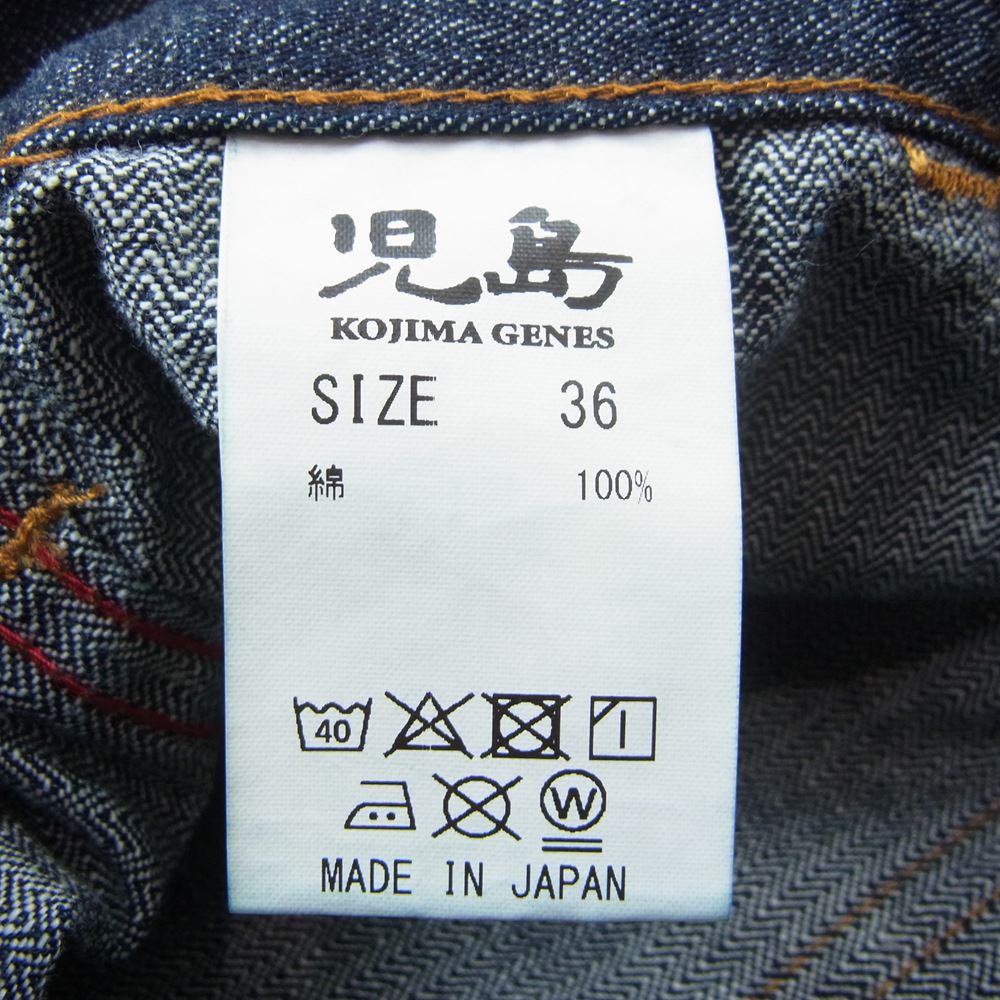 児島
KOJIMA GENES
SIZE 36
綿 100%
40
W
MADE IN JAPAN